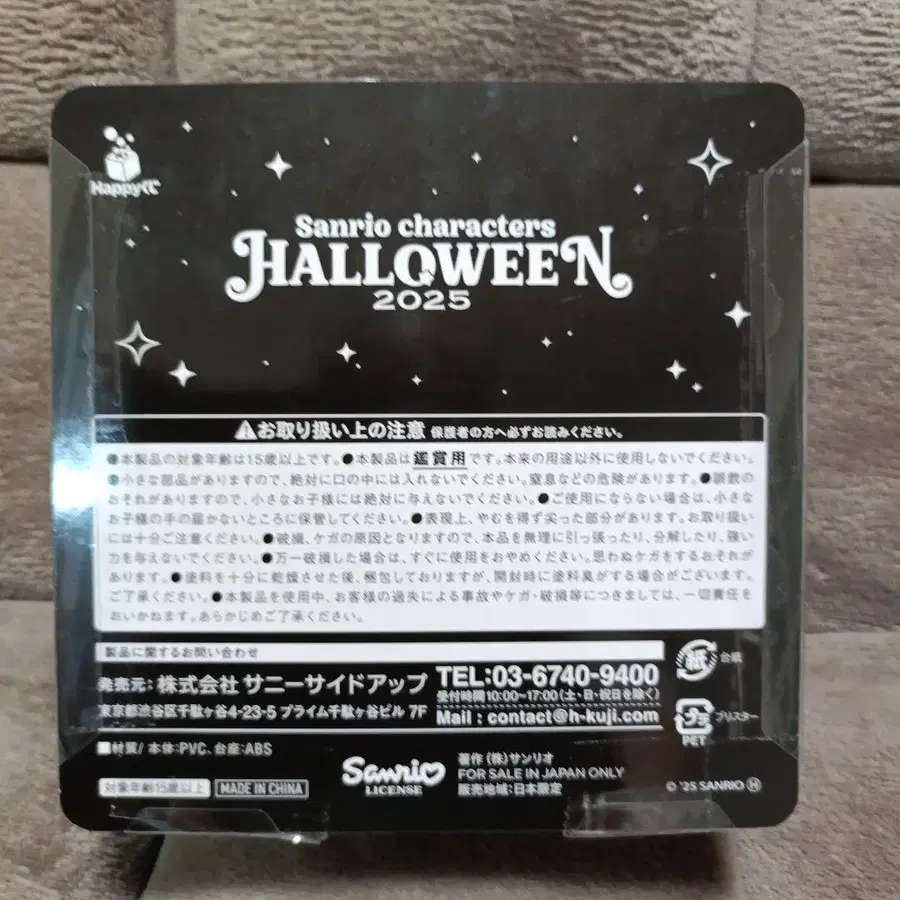 Happyくじ
Sanrio characters
HALLOWEEN
2025
⚠お取り扱い上の注意 保護者の方へ必ずお読みください。
●本製品の対象年齢は15歳以上です。●本製品は鑑賞用です。本来の用途以外に使用しないでください。
●小さな部品がありますので、絶対に口の中には入れないでください。窒息などの危険があります。●誤飲の
おそれがありますので、小さなお子様には絶対に与えないでください。●ご使用にならない場合は、小さな
お子様の手の届かないところに保管してください。●表現上、やむを得ず尖った部分があります。お取り扱い
には十分ご注意ください。●破損、ケガの原因となりますので、本品を無理に引っ張ったり、分解したり、強い
力を与えないでください。●万一破損した場合は、すぐに使用をおやめください。思わぬケガをするおそれが
あります。●塗料を十分に乾燥させた後、梱包しておりますが、開封時に塗料臭がする場合がございます。
ご了承ください。●本製品を使用中、お客様の過失による事故やケガ・破損等につきましては、一切責任を
おいかねます。あらかじめご了承ください。
製品に関するお問い合わせ
発売元: 株式会社 サニーサイドアップ
東京都渋谷区千駄ヶ谷4-23-5 プライム千駄ヶ谷ビル 7F
TEL:03-6740-9400
受付時間10:00~17:00(土・日・祝日を除く)
Mail : contact@h-kuji.com
紙 台紙
プラ ブリスター
PET
■材質/ 本体:PVC、台座:ABS
対象年齢15歳以上
MADE IN CHINA
Sanrio
LICENSE
著作 (株)サンリオ
FOR SALE IN JAPAN ONLY
販売地域:日本限定
© '25 SANRIO Ⓗ